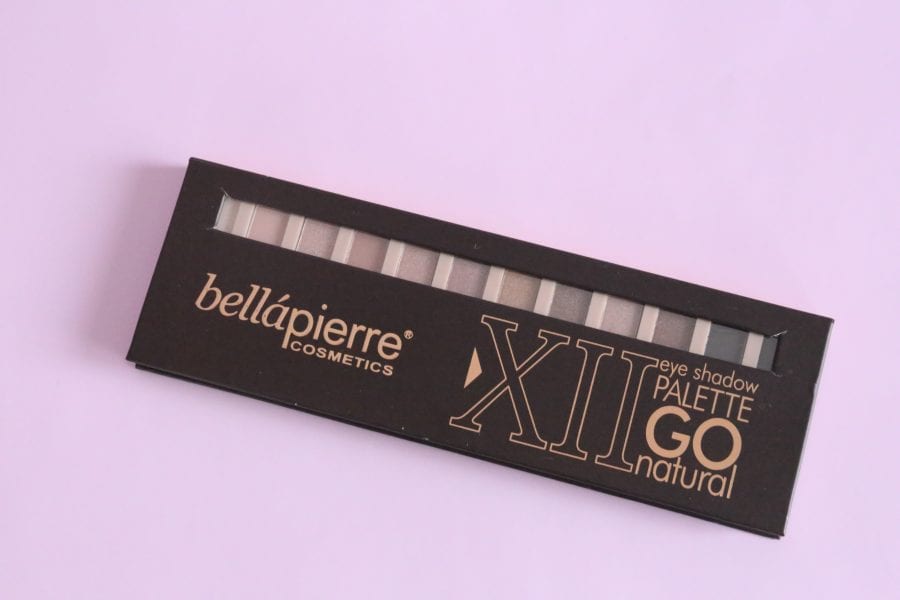 bellápierre®
COSMETICS
XII
eye shadow
PALETTE
GO
natural